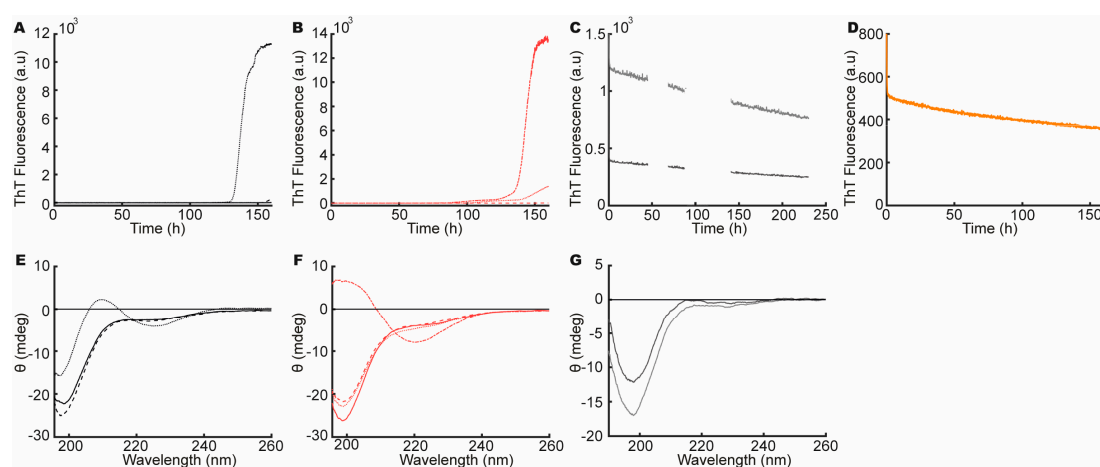 A
10³
ThT Fluorescence (a.u)
12
10
8
6
4
2
0
0 50 100 150
Time (h)
B
10³
ThT Fluorescence (a.u)
14
12
10
8
6
4
2
0
0 50 100 150
Time (h)
C
10³
ThT Fluorescence (a.u)
1.5
1
0.5
0
0 50 100 150 200 250
Time (h)
D
ThT Fluorescence (a.u)
800
600
400
200
0
0 50 100 150
Time (h)
E
θ (mdeg)
10
0
-10
-20
-30
200 220 240 260
Wavelength (nm)
F
θ (mdeg)
10
0
-10
-20
-30
200 220 240 260
Wavelength (nm)
G
θ (mdeg)
5
0
-5
-10
-15
-20
200 220 240 260
Wavelength (nm)